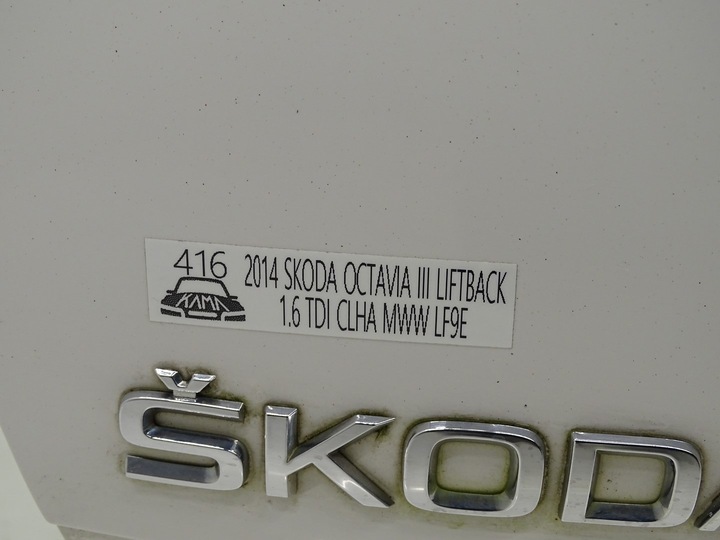 416
KAMA
2014 SKODA OCTAVIA III LIFTBACK
1.6 TDI CLHA MWW LF9E
ŠKODA